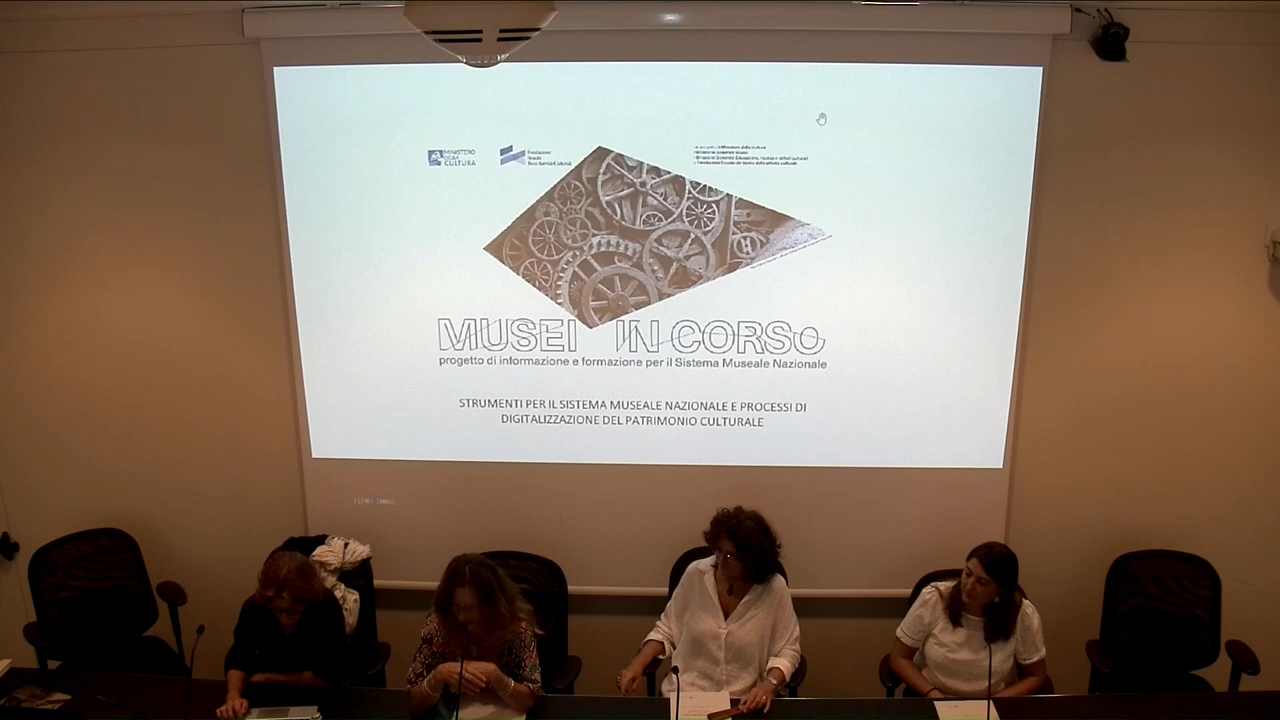 MINISTERO
DELLA
CULTURA
Fondazione
Scuola
Beni Attività Culturali
MUSEI IN CORSO
progetto di informazione e formazione per il Sistema Museale Nazionale
STRUMENTI PER IL SISTEMA MUSEALE NAZIONALE E PROCESSI DI
DIGITALIZZAZIONE DEL PATRIMONIO CULTURALE